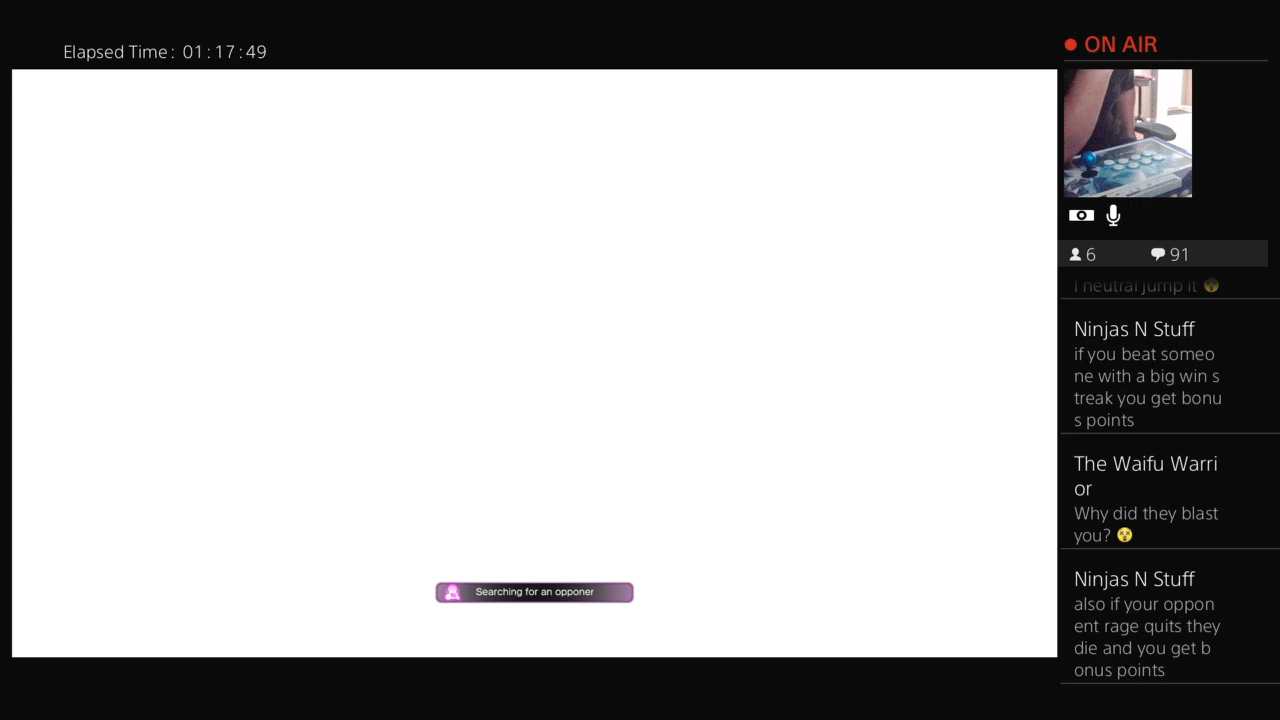 Elapsed Time: 01:17:49
ON AIR
6
91
I neutral jump it
Ninjas N Stuff
if you beat someo
ne with a big win s
treak you get bonu
s points
The Waifu Warri
or
Why did they blast
you?
Ninjas N Stuff
also if your oppon
ent rage quits they
die and you get b
onus points
Searching for an opponer